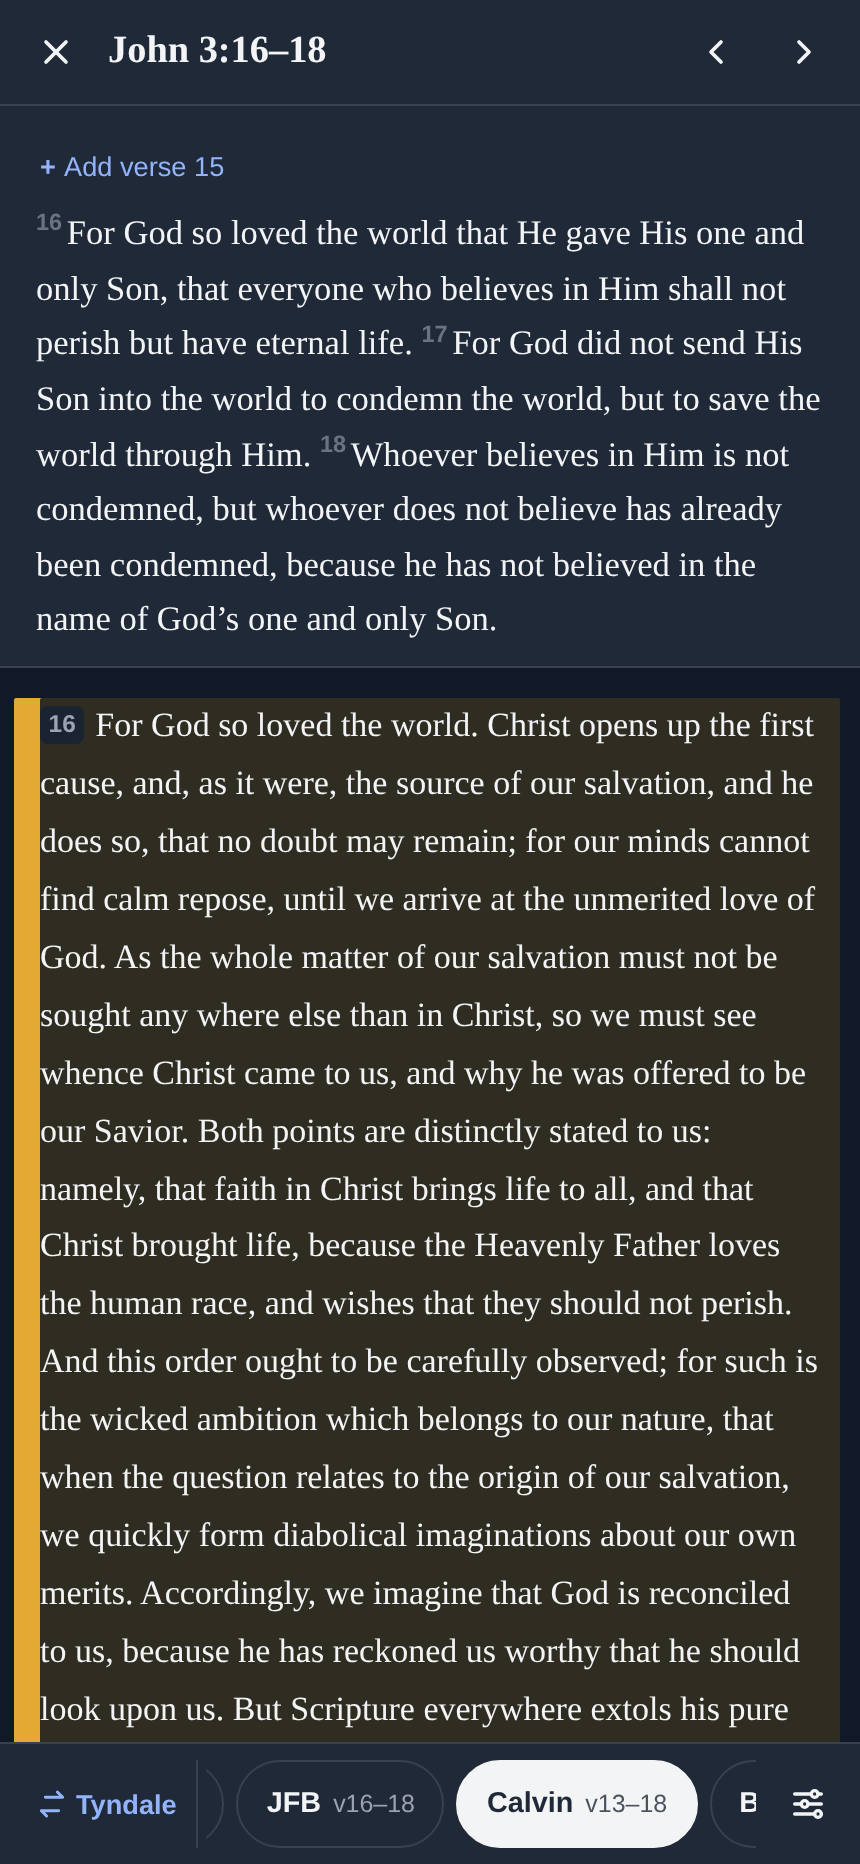 John 3:16–18
+ Add verse 15
16 For God so loved the world that He gave His one and
only Son, that everyone who believes in Him shall not
perish but have eternal life. 17 For God did not send His
Son into the world to condemn the world, but to save the
world through Him. 18 Whoever believes in Him is not
condemned, but whoever does not believe has already
been condemned, because he has not believed in the
name of God’s one and only Son.
16 For God so loved the world. Christ opens up the first
cause, and, as it were, the source of our salvation, and he
does so, that no doubt may remain; for our minds cannot
find calm repose, until we arrive at the unmerited love of
God. As the whole matter of our salvation must not be
sought any where else than in Christ, so we must see
whence Christ came to us, and why he was offered to be
our Savior. Both points are distinctly stated to us:
namely, that faith in Christ brings life to all, and that
Christ brought life, because the Heavenly Father loves
the human race, and wishes that they should not perish.
And this order ought to be carefully observed; for such is
the wicked ambition which belongs to our nature, that
when the question relates to the origin of our salvation,
we quickly form diabolical imaginations about our own
merits. Accordingly, we imagine that God is reconciled
to us, because he has reckoned us worthy that he should
look upon us. But Scripture everywhere extols his pure
Tyndale JFB v16–18 Calvin v13–18 B